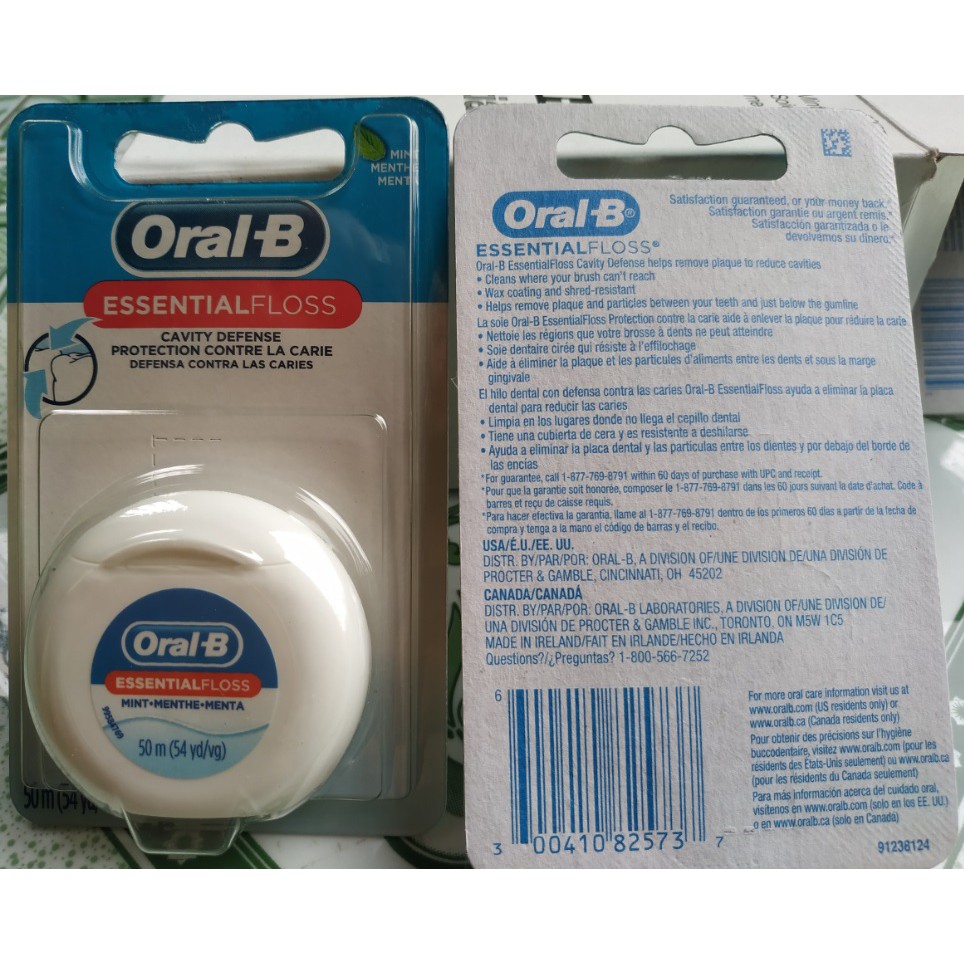 MINT
MENTHE
MENTA
Oral-B
ESSENTIALFLOSS
CAVITY DEFENSE
PROTECTION CONTRE LA CARIE
DEFENSA CONTRA LAS CARIES
Oral-B
ESSENTIALFLOSS
MINT•MENTHE•MENTA
50 m (54 yd/vg)
50 m (54 yd
Satisfaction guaranteed, or your money back.*
Satisfaction garantie ou argent remis.*
Satisfacción garantizada o le
devolvemos su dinero.*
Oral-B®
ESSENTIALFLOSS®
Oral-B EssentialFloss Cavity Defense helps remove plaque to reduce cavities
• Cleans where your brush can't reach
• Wax coating and shred-resistant
• Helps remove plaque and particles between your teeth and just below the gumline
La soie Oral-B EssentialFloss Protection contre la carie aide à enlever la plaque pour réduire la carie
• Nettoie les régions que votre brosse à dents ne peut atteindre
• Soie dentaire cirée qui résiste à l'effilochage
• Aide à éliminer la plaque et les particules d'aliments entre les dents et sous la marge
gingivale
El hilo dental con defensa contra las caries Oral-B EssentialFloss ayuda a eliminar la placa
dental para reducir las caries
• Limpia en los lugares donde no llega el cepillo dental
• Tiene una cubierta de cera y es resistente a deshilarse
• Ayuda a eliminar la placa dental y las partículas entre los dientes y por debajo del borde de
las encías
*For guarantee, call 1-877-769-8791 within 60 days of purchase with UPC and receipt.
*Pour que la garantie soit honorée, composer le 1-877-769-8791 dans les 60 jours suivant la date d'achat. Code à
barres et reçu de caisse requis.
*Para hacer efectiva la garantía, llame al 1-877-769-8791 dentro de los primeros 60 días a partir de la fecha de
compra y tenga a la mano el código de barras y el recibo.
USA/É.U./EE. UU.
DISTR. BY/PAR/POR: ORAL-B, A DIVISION OF/UNE DIVISION DE/UNA DIVISIÓN DE
PROCTER & GAMBLE, CINCINNATI, OH 45202
CANADA/CANADÁ
DISTR. BY/PAR/POR: ORAL-B LABORATORIES, A DIVISION OF/UNE DIVISION DE/
UNA DIVISIÓN DE PROCTER & GAMBLE INC., TORONTO, ON M5W 1C5
MADE IN IRELAND/FAIT EN IRLANDE/HECHO EN IRLANDA
Questions?/¿Preguntas? 1-800-566-7252
6
3 00410 82573 7
For more oral care information visit us at
www.oralb.com (US residents only) or
www.oralb.ca (Canada residents only)
Pour obtenir des précisions sur l'hygiène
buccodentaire, visitez www.oralb.com (pour les
résidents des États-Unis seulement) ou www.oralb.ca
(pour les résidents du Canada seulement)
Para más información acerca del cuidado oral,
visítenos en www.oralb.com (solo en los EE. UU.)
o en www.oralb.ca (solo en Canadá)
91238124